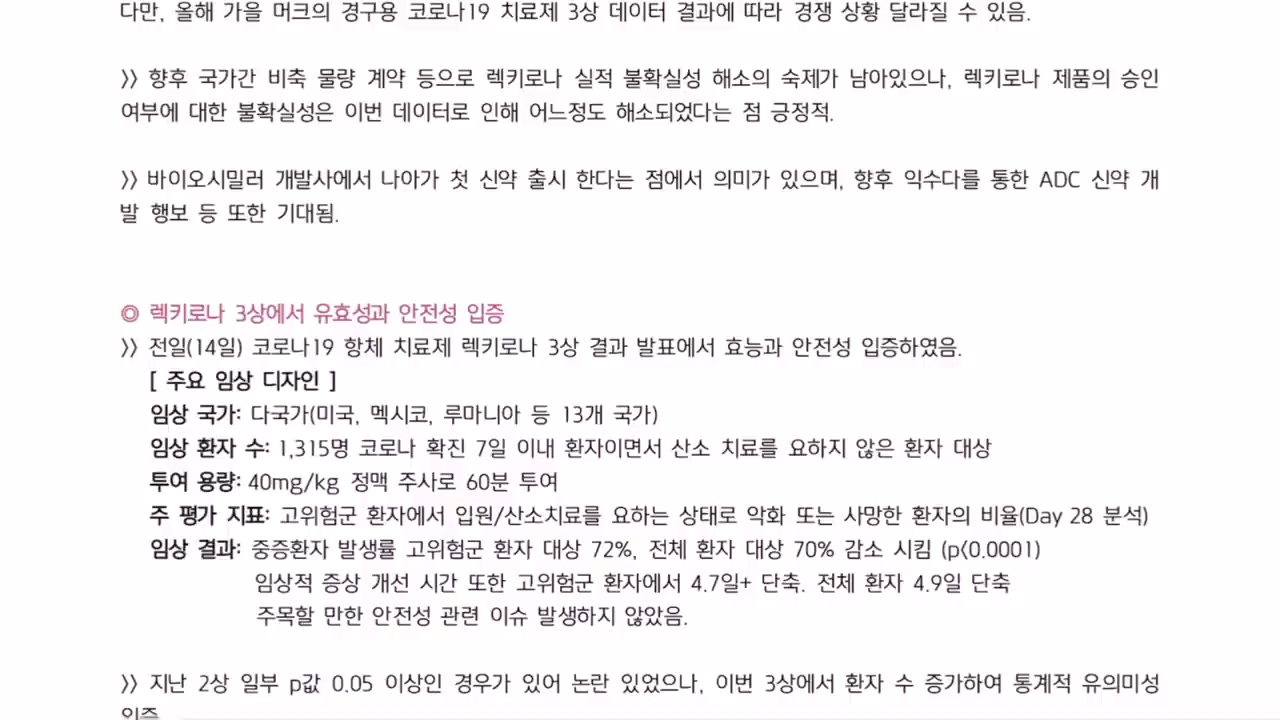 다만, 올해 가을 머크의 경구용 코로나19 치료제 3상 데이터 결과에 따라 경쟁 상황 달라질 수 있음.
》 향후 국가간 비축 물량 계약 등으로 렉키로나 실적 불확실성 해소의 숙제가 남아있으나, 렉키로나 제품의 승인
여부에 대한 불확실성은 이번 데이터로 인해 어느정도 해소되었다는 점 긍정적.
》 바이오시밀러 개발사에서 나아가 첫 신약 출시 한다는 점에서 의미가 있으며, 향후 익수다를 통한 ADC 신약 개
발 행보 등 또한 기대됨.
◎ 렉키로나 3상에서 유효성과 안전성 입증
》 전일(14일) 코로나19 항체 치료제 렉키로나 3상 결과 발표에서 효능과 안전성 입증하였음.
[ 주요 임상 디자인 ]
임상 국가: 다국가(미국, 멕시코, 루마니아 등 13개 국가)
임상 환자 수: 1,315명 코로나 확진 7일 이내 환자이면서 산소 치료를 요하지 않은 환자 대상
투여 용량: 40mg/kg 정맥 주사로 60분 투여
주 평가 지표: 고위험군 환자에서 입원/산소치료를 요하는 상태로 악화 또는 사망한 환자의 비율(Day 28 분석)
임상 결과: 중증환자 발생률 고위험군 환자 대상 72%, 전체 환자 대상 70% 감소 시킴 (p<0.0001)
임상적 증상 개선 시간 또한 고위험군 환자에서 4.7일+ 단축. 전체 환자 4.9일 단축
주목할 만한 안전성 관련 이슈 발생하지 않았음.
》 지난 2상 일부 p값 0.05 이상인 경우가 있어 논란 있었으나, 이번 3상에서 환자 수 증가하여 통계적 유의미성
입증